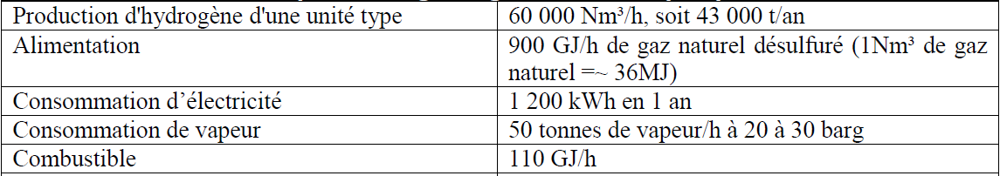 Production d'hydrogène d'une unité type
60 000 Nm³/h, soit 43 000 t/an
Alimentation
900 GJ/h de gaz naturel désulfuré (1Nm³ de gaz
naturel =~ 36MJ)
Consommation d’électricité
1 200 kWh en 1 an
Consommation de vapeur
50 tonnes de vapeur/h à 20 à 30 barg
Combustible
110 GJ/h